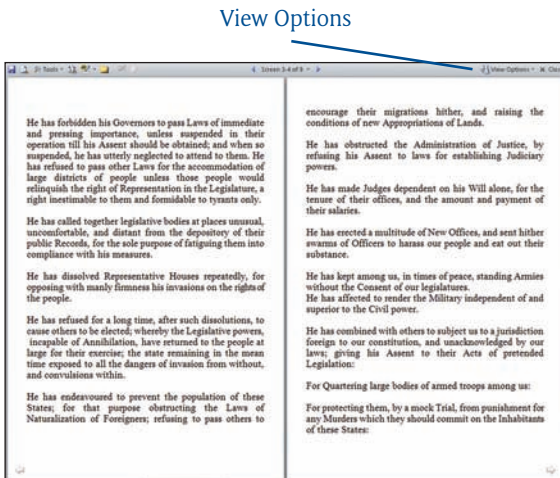 View Options
Tools
Screen 3-4 of 9
View Options
Clos
He has forbidden his Governors to pass Laws of immediate
and pressing importance, unless suspended in their
operation till his Assent should be obtained; and when so
suspended, he has utterly neglected to attend to them. He
has refused to pass other Laws for the accommodation of
large districts of people unless those people would
relinquish the right of Representation in the Legislature, a
right inestimable to them and formidable to tyrants only.
He has called together legislative bodies at places unusual,
uncomfortable, and distant from the depository of their
public Records, for the sole purpose of fatiguing them into
compliance with his measures.
He has dissolved Representative Houses repeatedly, for
opposing with manly firmness his invasions on the rights of
the people.
He has refused for a long time, after such dissolutions, to
cause others to be elected; whereby the Legislative powers,
incapable of Annihilation, have returned to the people at
large for their exercise; the state remaining in the mean
time exposed to all the dangers of invasion from without,
and convulsions within.
He has endeavoured to prevent the population of these
States; for that purpose obstructing the Laws of
Naturalization of Foreigners; refusing to pass others to
encourage their migrations hither, and raising the
conditions of new Appropriations of Lands.
He has obstructed the Administration of Justice, by
refusing his Assent to laws for establishing Judiciary
powers.
He has made Judges dependent on his Will alone, for the
tenure of their offices, and the amount and payment of
their salaries.
He has erected a multitude of New Offices, and sent hither
swarms of Officers to harass our people and eat out their
substance.
He has kept among us, in times of peace, standing Armies
without the Consent of our legislatures.
He has affected to render the Military independent of and
superior to the Civil power.
He has combined with others to subject us to a jurisdiction
foreign to our constitution, and unacknowledged by our
laws; giving his Assent to their Acts of pretended
Legislation:
For Quartering large bodies of armed troops among us:
For protecting them, by a mock Trial, from punishment for
any Murders which they should commit on the Inhabitants
of these States: